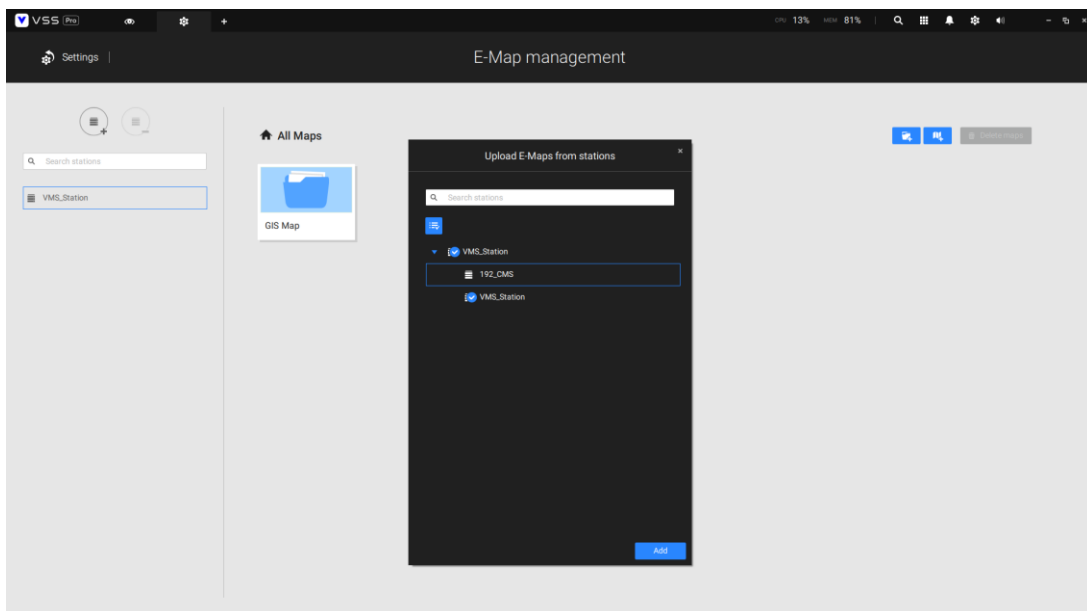 VSS Pro
CPU 13% MEM 81%
Settings
E-Map management
Search stations
VMS_Station
All Maps
Delete maps
GIS Map
Upload E-Maps from stations
Search stations
VMS_Station
192_CMS
VMS_Station
Add